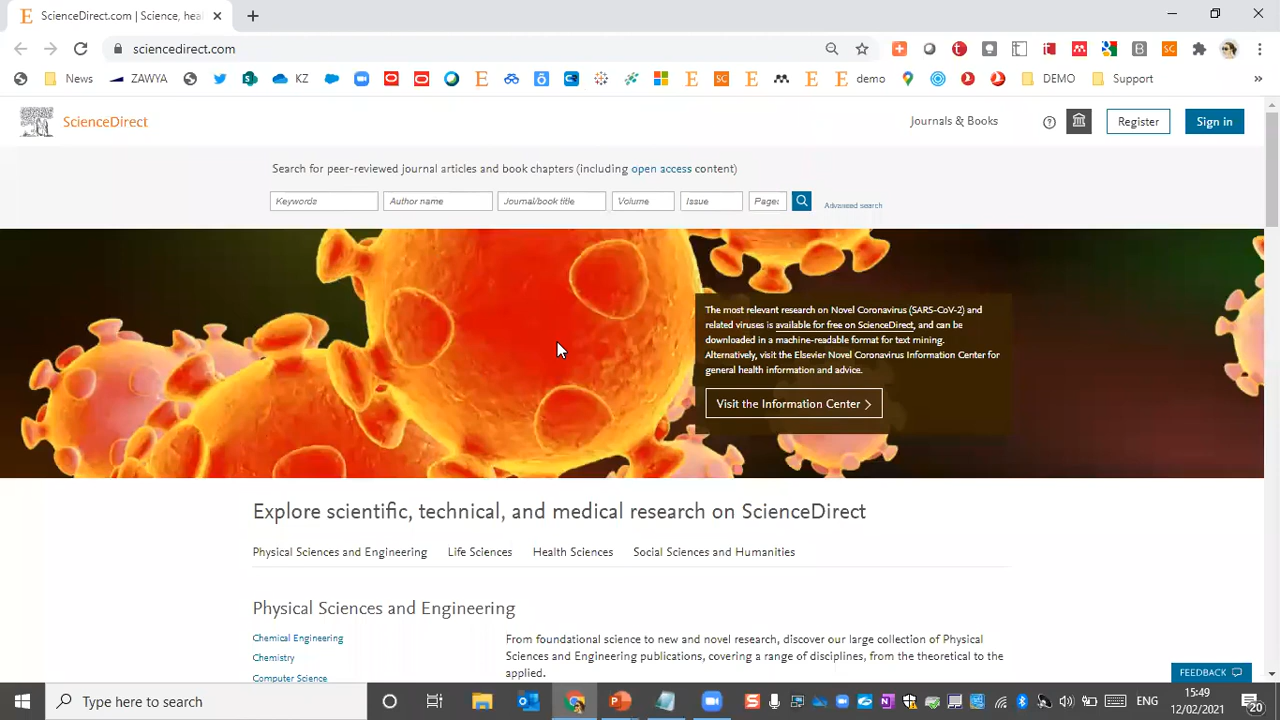 ScienceDirect.com | Science, hea
sciencedirect.com
News
ZAWYA
KZ
demo
DEMO
Support
»
ScienceDirect
Journals & Books
Register
Sign in
Search for peer-reviewed journal articles and book chapters (including open access content)
Keywords
Author name
Journal/book title
Volume
Issue
Page
Advanced search
The most relevant research on Novel Coronavirus (SARS-CoV-2) and
related viruses is available for free on ScienceDirect, and can be
downloaded in a machine-readable format for text mining.
Alternatively, visit the Elsevier Novel Coronavirus Information Center for
general health information and advice.
Visit the Information Center >
Explore scientific, technical, and medical research on ScienceDirect
Physical Sciences and Engineering
Life Sciences
Health Sciences
Social Sciences and Humanities
Physical Sciences and Engineering
Chemical Engineering
Chemistry
Computer Science
From foundational science to new and novel research, discover our large collection of Physical
Sciences and Engineering publications, covering a range of disciplines, from the theoretical to the
applied.
FEEDBACK
Type here to search
ENG
15:49
12/02/2021
20